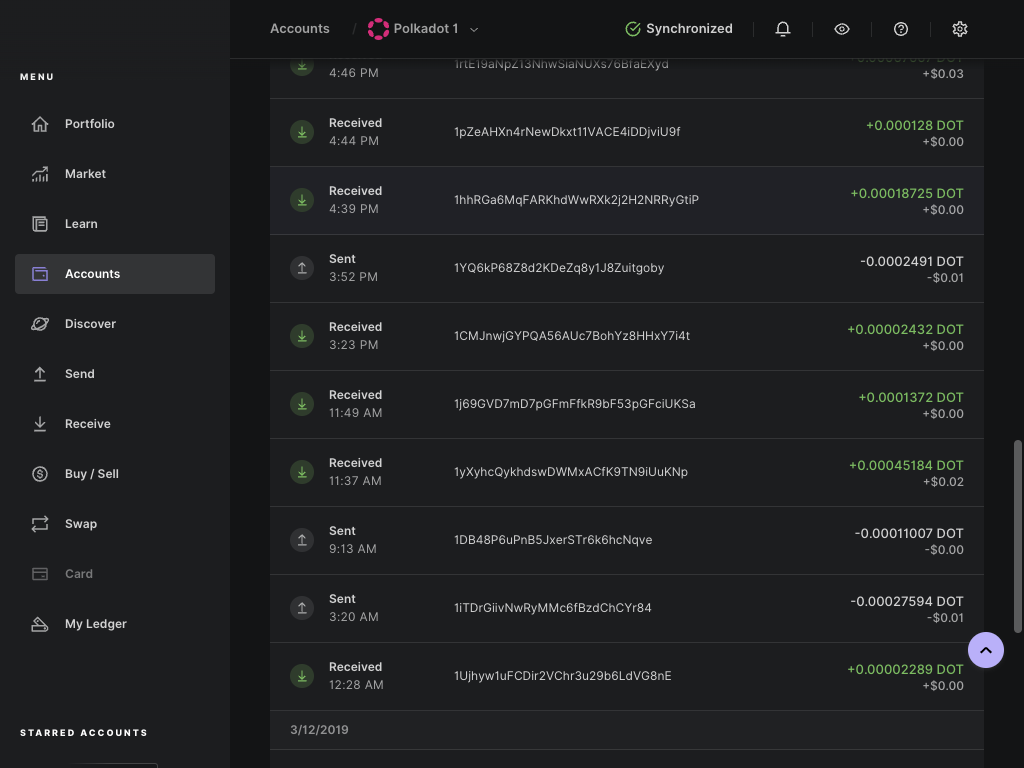 Accounts / Polkadot 1
Synchronized
MENU
Portfolio
Market
Learn
Accounts
Discover
Send
Receive
Buy / Sell
Swap
Card
My Ledger
STARRED ACCOUNTS
4:46 PM
+$0.03
Received
4:44 PM
1pZeAHXn4rNewDkxt11VACE4iDDjviU9f
+0.000128 DOT
+$0.00
Received
4:39 PM
1hhRGa6MqFARKhdWwRXk2j2H2NRRyGtiP
+0.00018725 DOT
+$0.00
Sent
3:52 PM
1YQ6kP68Z8d2KDeZq8y1J8Zuitgoby
-0.0002491 DOT
-$0.01
Received
3:23 PM
1CMJnwjGYPQA56AUc7BohYz8HHxY7i4t
+0.00002432 DOT
+$0.00
Received
11:49 AM
1j69GVD7mD7pGFmFfkR9bF53pGFciUKSa
+0.0001372 DOT
+$0.00
Received
11:37 AM
1yXyhcQykhdswDWMxACfK9TN9iUuKNp
+0.00045184 DOT
+$0.02
Sent
9:13 AM
1DB48P6uPnB5JxerSTr6k6hcNqve
-0.00011007 DOT
-$0.00
Sent
3:20 AM
1iTDrGiivNwRyMMc6fBzdChCYr84
-0.00027594 DOT
-$0.01
Received
12:28 AM
1Ujhyw1uFCDir2VChr3u29b6LdVG8nE
+0.00002289 DOT
+$0.00
3/12/2019